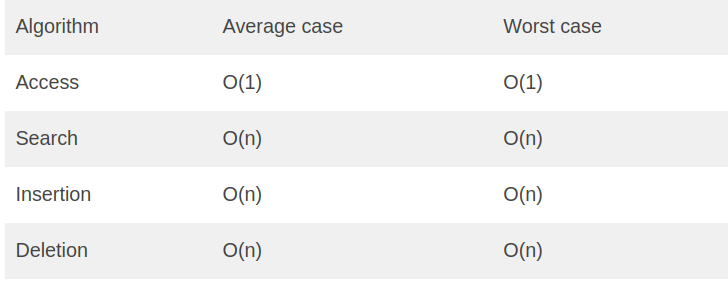 Algorithm Average case Worst case
Access O(1) O(1)
Search O(n) O(n)
Insertion O(n) O(n)
Deletion O(n) O(n)